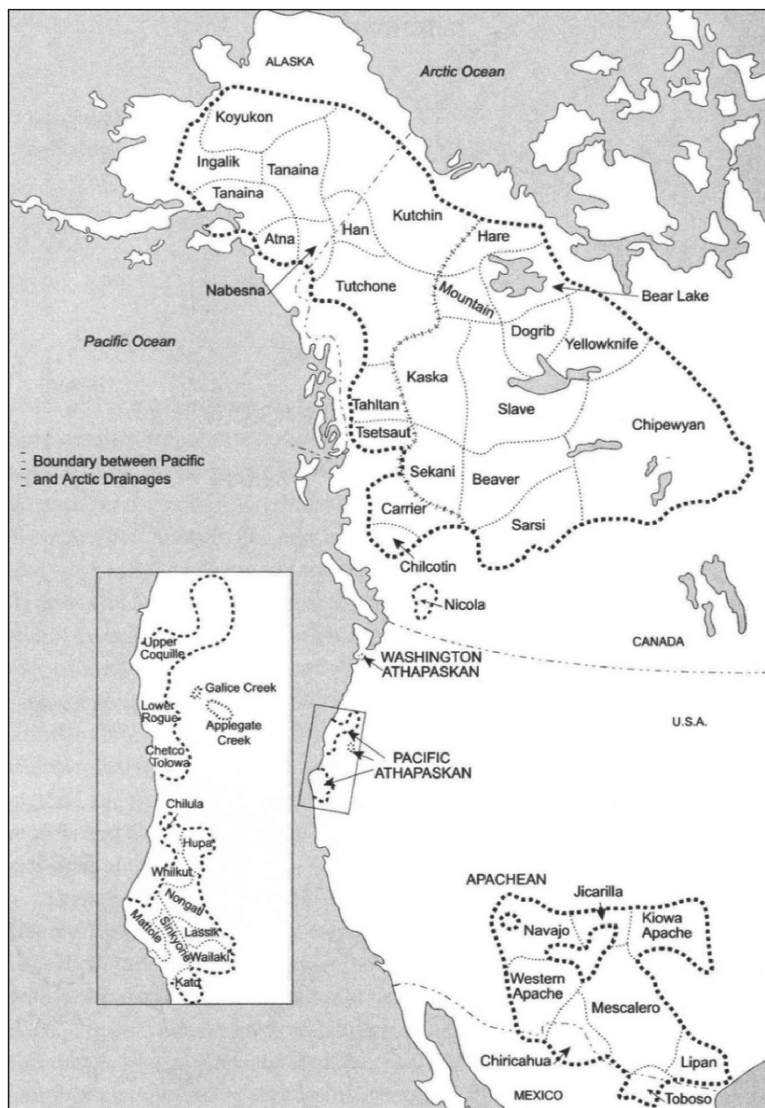 ALASKA
Arctic Ocean
Koyukon
Ingalik
Tanaina
Tanaina
Kutchin
Han
Atna
Hare
Nabesna
Tutchone
Mountain
Bear Lake
Dogrib
Yellowknife
Pacific Ocean
Kaska
Tahltan
Slave
Chipewyan
Tsetsaut
Boundary between Pacific
and Arctic Drainages
Sekani
Beaver
Carrier
Sarsi
Chilcotin
Nicola
CANADA
WASHINGTON
ATHAPASKAN
U.S.A.
PACIFIC
ATHAPASKAN
Upper
Coquille
Galice Creek
Lower
Rogue
Applegate
Creek
Chetco
Tolowa
Chilula
Hupa
Whilkut
Nongatl
Mattole
Sinkyone
Lassik
Wailaki
Kato
APACHEAN
Jicarilla
Navajo
Kiowa
Apache
Western
Apache
Mescalero
Chiricahua
Lipan
MEXICO
Toboso